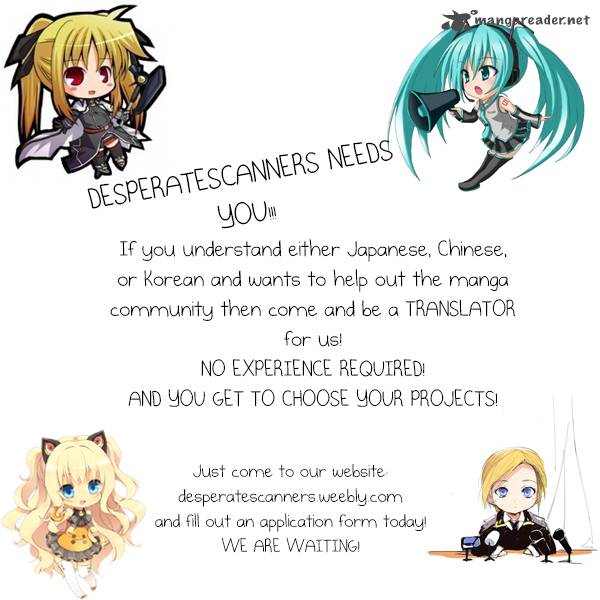 mangareader.net
DESPERATESCANNERS NEEDS
YOU!!!
If you understand either Japanese, Chinese,
or Korean and wants to help out the manga
community then come and be a TRANSLATOR
for us!
NO EXPERIENCE REQUIRED!
AND YOU GET TO CHOOSE YOUR PROJECTS!
Just come to our website:
desperatescanners.weebly.com
and fill out an application form today!
WE ARE WAITING!